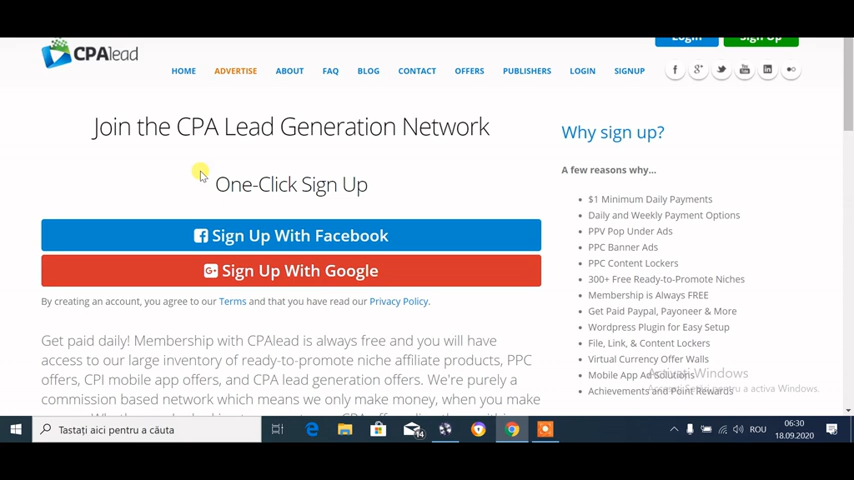 CPAlead
Login
Sign Up
HOME
ADVERTISE
ABOUT
FAQ
BLOG
CONTACT
OFFERS
PUBLISHERS
LOGIN
SIGNUP
Join the CPA Lead Generation Network
One-Click Sign Up
Sign Up With Facebook
Sign Up With Google
By creating an account, you agree to our Terms and that you have read our Privacy Policy.
Get paid daily! Membership with CPAlead is always free and you will have
access to our large inventory of ready-to-promote niche affiliate products, PPC
offers, CPI mobile app offers, and CPA lead generation offers. We're purely a
commission based network which means we only make money, when you make
Why sign up?
A few reasons why...
$1 Minimum Daily Payments
Daily and Weekly Payment Options
PPV Pop Under Ads
PPC Banner Ads
PPC Content Lockers
300+ Free Ready-to-Promote Niches
Membership is Always FREE
Get Paid Paypal, Payoneer & More
Wordpress Plugin for Easy Setup
File, Link, & Content Lockers
Virtual Currency Offer Walls
Mobile App Ad Solutions
Achievements and Point Rewards
Activați Windows
pentru a activa Windows.
Tastați aici pentru a căuta
14
ROU
06:30
18.09.2020